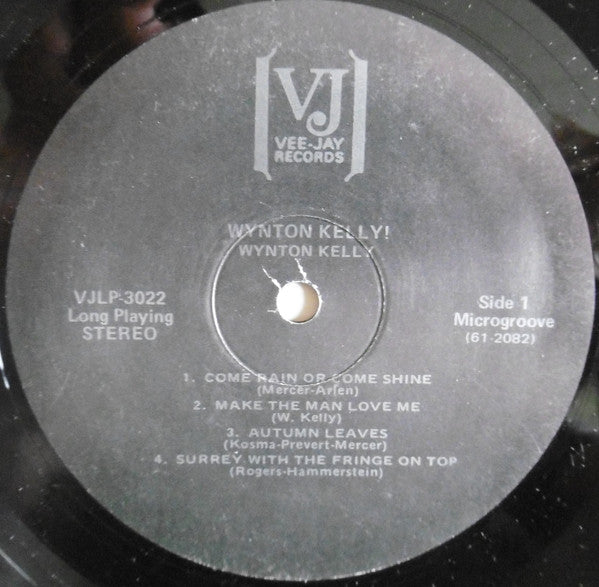 VJ
VEE-JAY
RECORDS
WYNTON KELLY!
WYNTON KELLY
VJLP-3022
Long Playing
STEREO
Side 1
Microgroove
(61-2082)
1. COME RAIN OR COME SHINE
(Mercer-Arlen)
2. MAKE THE MAN LOVE ME
(W. Kelly)
3. AUTUMN LEAVES
(Kosma-Prevert-Mercer)
4. SURREY WITH THE FRINGE ON TOP
(Rogers-Hammerstein)